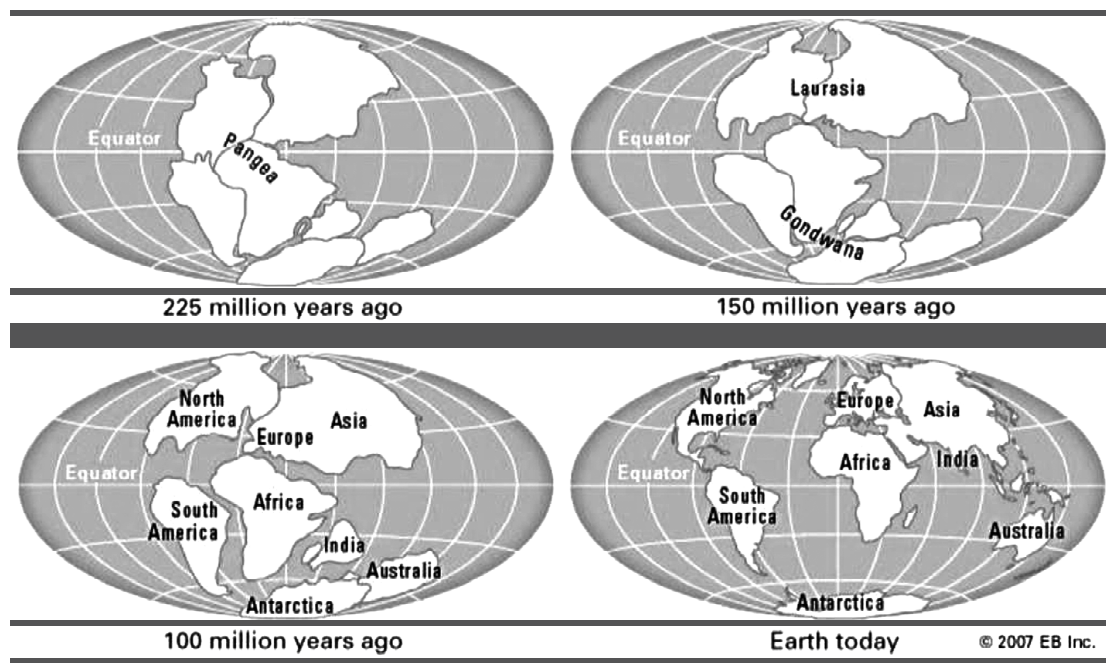 Equator
Pangea
225 million years ago
Laurasia
Equator
Gondwana
150 million years ago
North
America
Europe
Asia
Equator
South
America
Africa
India
Australia
Antarctica
100 million years ago
North
America
Europe
Asia
Equator
Africa
India
South
America
Australia
Antarctica
Earth today
© 2007 EB Inc.